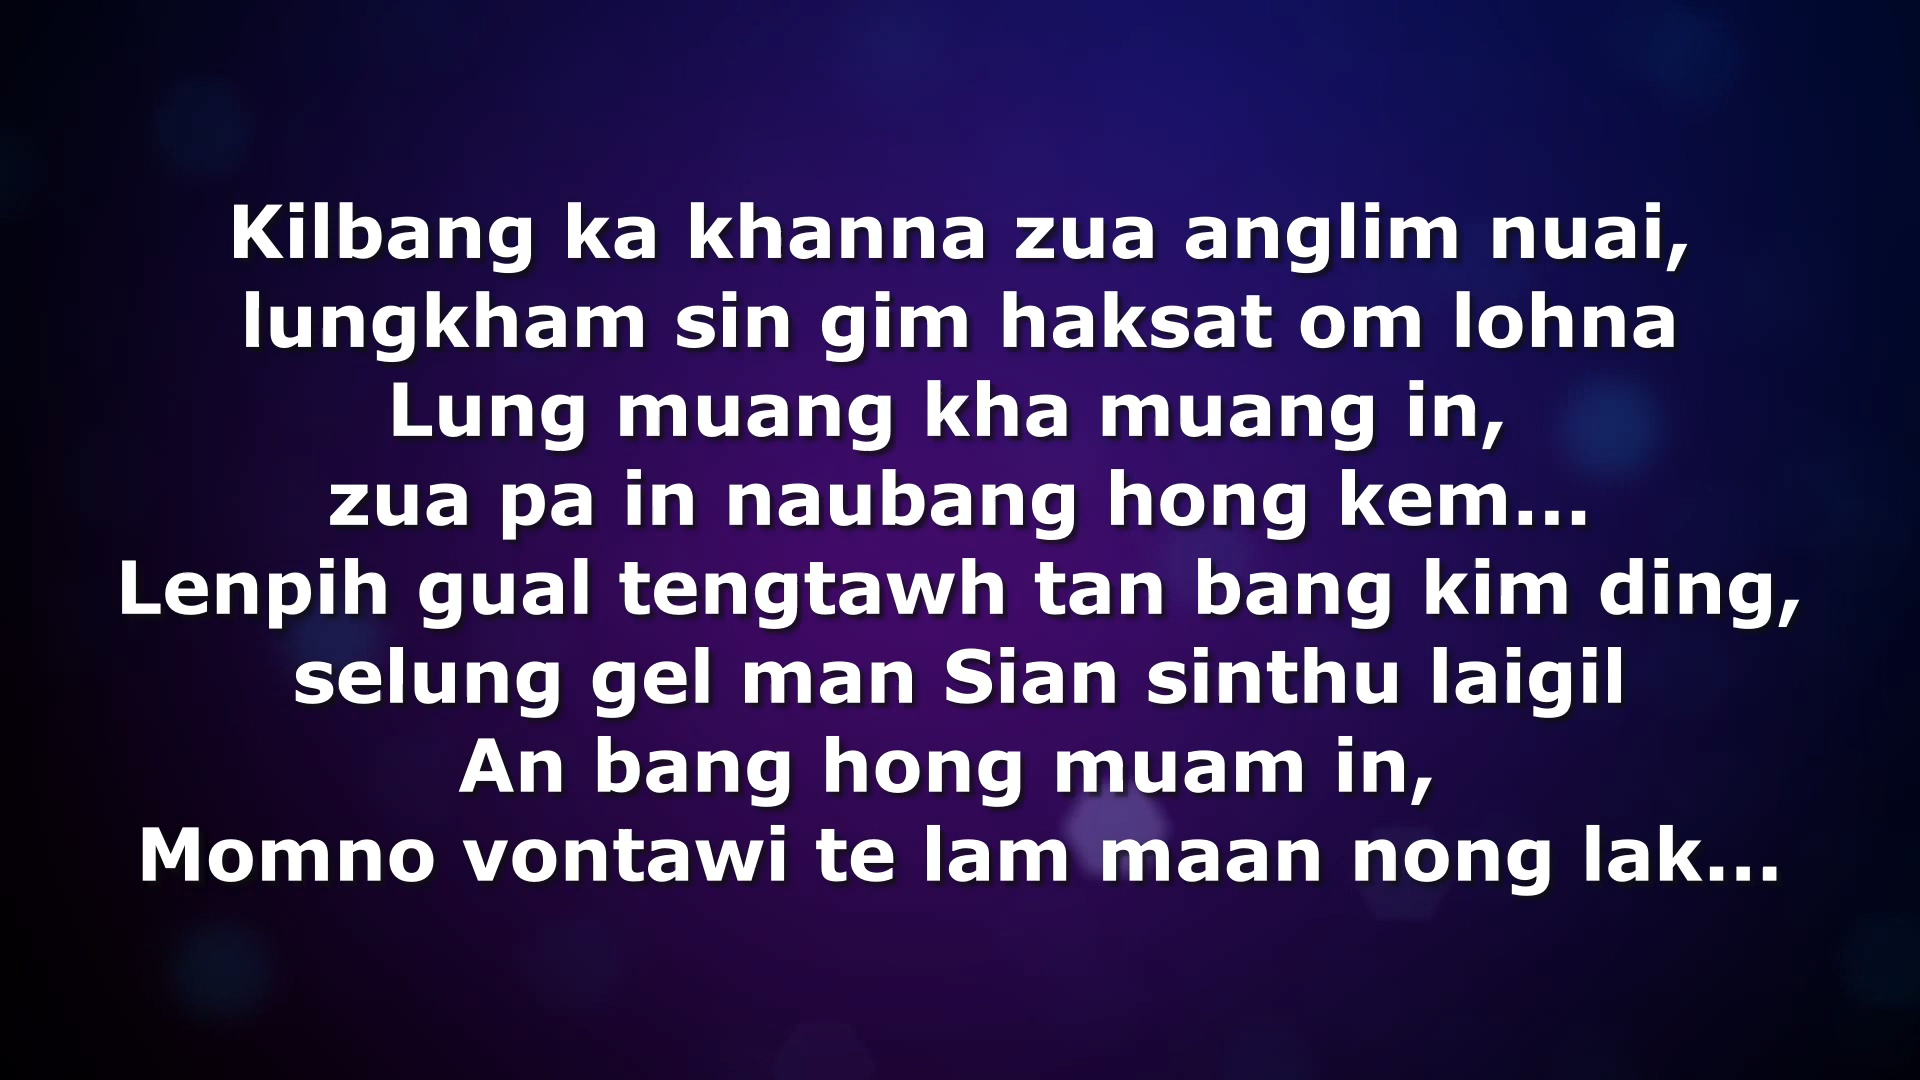 Kilbang ka khanna zua anglim nuai,
lungkham sin gim haksat om lohna
Lung muang kha muang in,
zua pa in naubang hong kem...
Lenpih gual tengtawh tan bang kim ding,
selung gel man Sian sinthu laigil
An bang hong muam in,
Momno vontawi te lam maan nong lak...